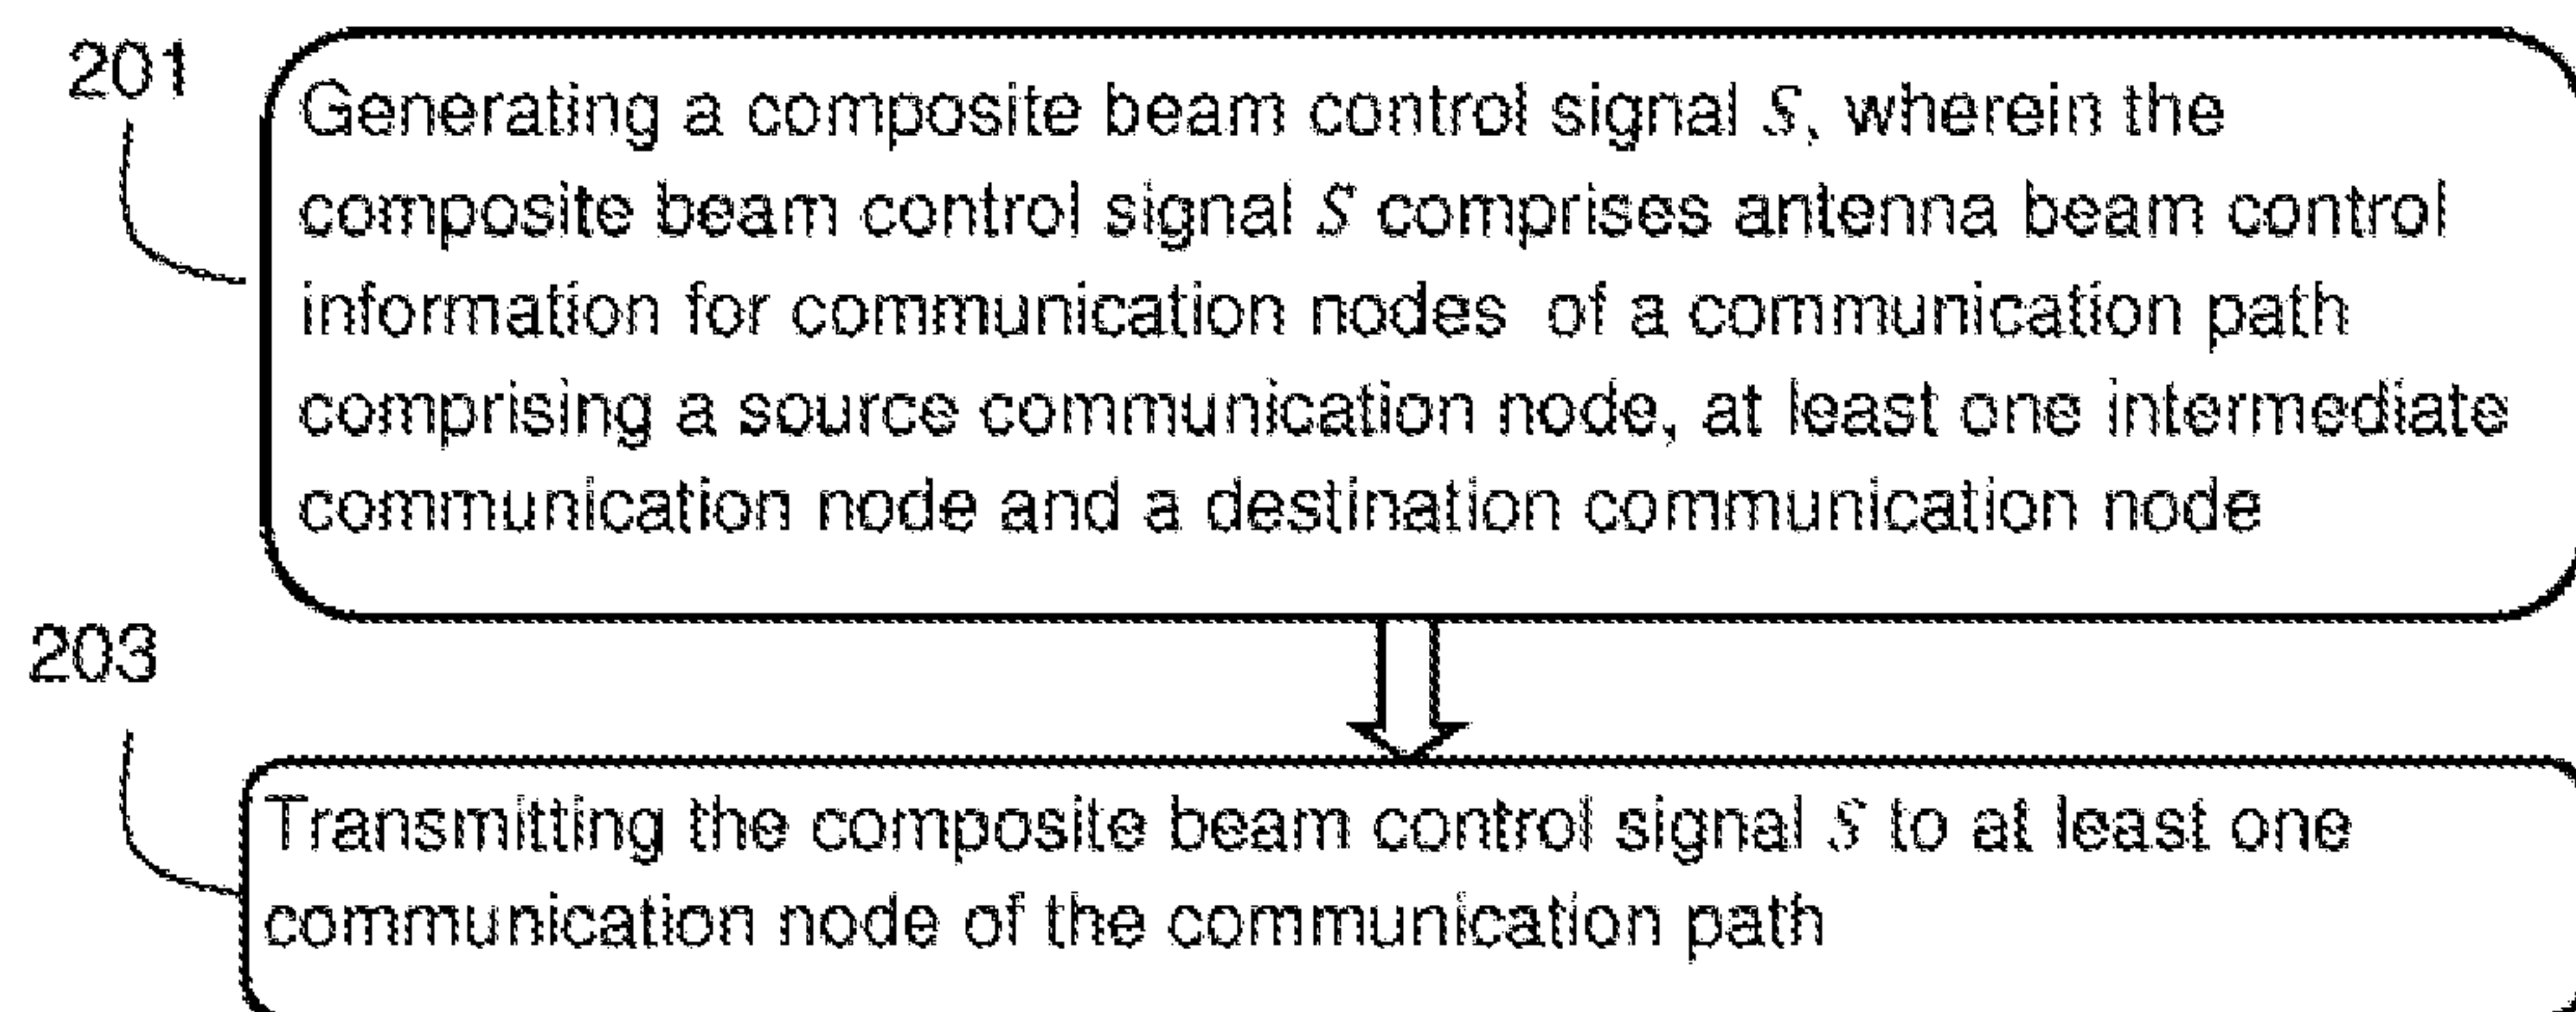 201
Generating a composite beam control signal S, wherein the
composite beam control signal S comprises antenna beam control
information for communication nodes of a communication path
comprising a source communication node, at least one intermediate
communication node and a destination communication node
203
Transmitting the composite beam control signal S to at least one
communication node of the communication path